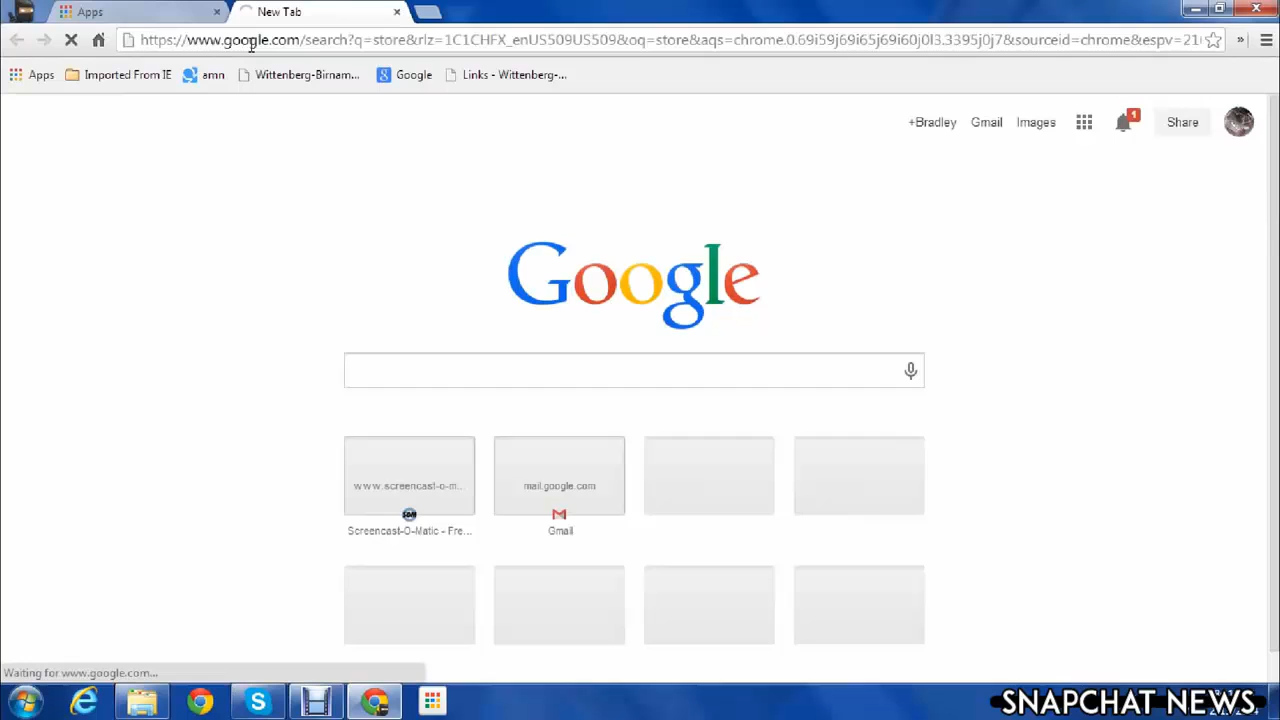 Apps
New Tab
https://www.google.com/search?q=store&rlz=1C1CHFX_enUS509US509&oq=store&aqs=chrome.0.69i59j69i65j69i60j0l3.3395j0j7&sourceid=chrome&espv=21
Apps Imported From IE amn Wittenberg-Birnam... Google Links - Wittenberg-...
+Bradley Gmail Images 1 Share
Google
www.screencast-o-m... mail.google.com
Screencast-O-Matic - Fre... Gmail
Waiting for www.google.com...
SNAPCHAT NEWS